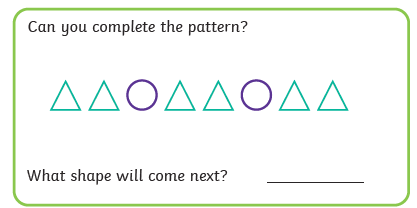 Can you complete the pattern?
What shape will come next?